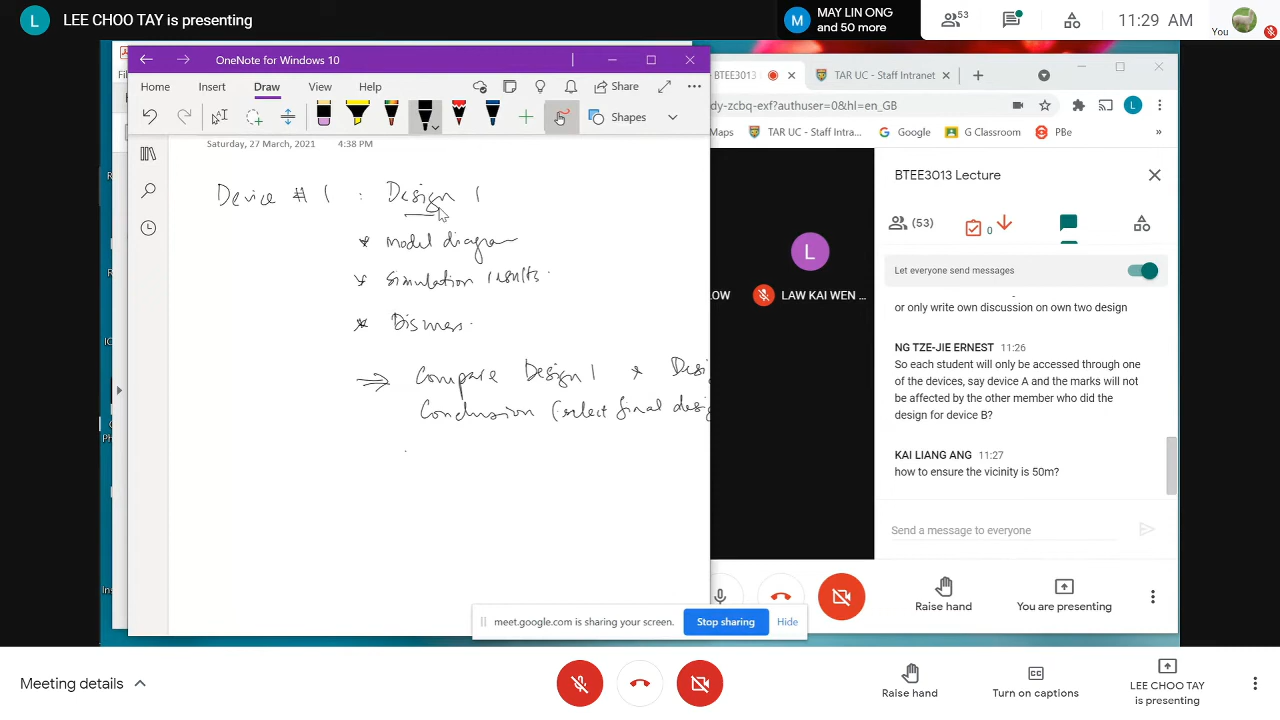 L LEE CHOO TAY is presenting
M MAY LIN ONG
and 50 more
53
11:29 AM
You
OneNote for Windows 10
Home Insert Draw View Help
Share
Shapes
Saturday, 27 March, 2021 4:38 PM
Device # 1 : Design 1
* Model diagram
* Simulation results.
* Discuss.
⇒ Compare Design 1 &
Conclusion (select final
BTEE3013
TAR UC - Staff Intranet
dy-zcbq-exf?authuser=0&hl=en_GB
L
Maps
TAR UC - Staff Intra...
Google
G Classroom
PBe
»
L
LOW
LAW KAI WEN ...
BTEE3013 Lecture
(53)
0
Let everyone send messages
or only write own discussion on own two design
NG TZE-JIE ERNEST 11:26
So each student will only be accessed through one
of the devices, say device A and the marks will not
be affected by the other member who did the
design for device B?
KAI LIANG ANG 11:27
how to ensure the vicinity is 50m?
Send a message to everyone
Raise hand
You are presenting
meet.google.com is sharing your screen.
Stop sharing
Hide
Meeting details
Raise hand
Turn on captions
LEE CHOO TAY
is presenting